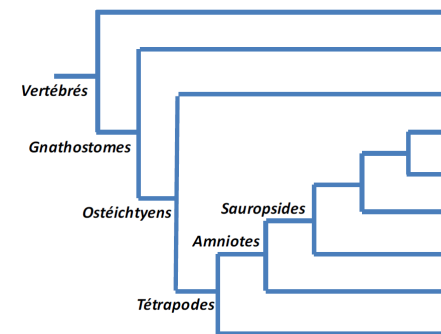 Vertébrés
Gnathostomes
Ostéichtyens
Sauropsides
Amniotes
Tétrapodes